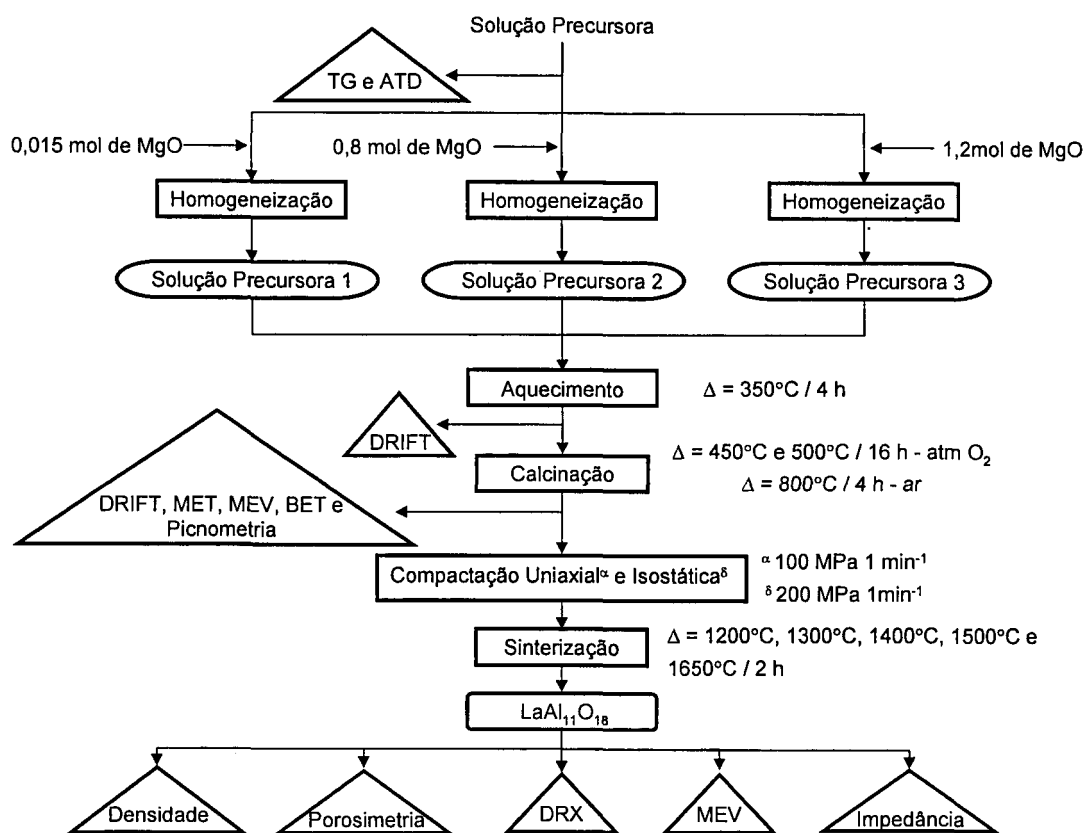 Solução Precursora
TG e ATD
0,015 mol de MgO
0,8 mol de MgO
1,2mol de MgO
Homogeneização
Homogeneização
Homogeneização
Solução Precursora 1
Solução Precursora 2
Solução Precursora 3
Aquecimento
Δ = 350°C / 4 h
DRIFT
Calcinação
Δ = 450°C e 500°C / 16 h - atm O₂
Δ = 800°C / 4 h - ar
DRIFT, MET, MEV, BET e
Picnometria
Compactação Uniaxialᵅ e Isostáticaᵟ
ᵅ 100 MPa 1 min⁻¹
ᵟ 200 MPa 1min⁻¹
Sinterização
Δ = 1200°C, 1300°C, 1400°C, 1500°C e
1650°C / 2 h
LaAl₁₁O₁₈
Densidade
Porosimetria
DRX
MEV
Impedância